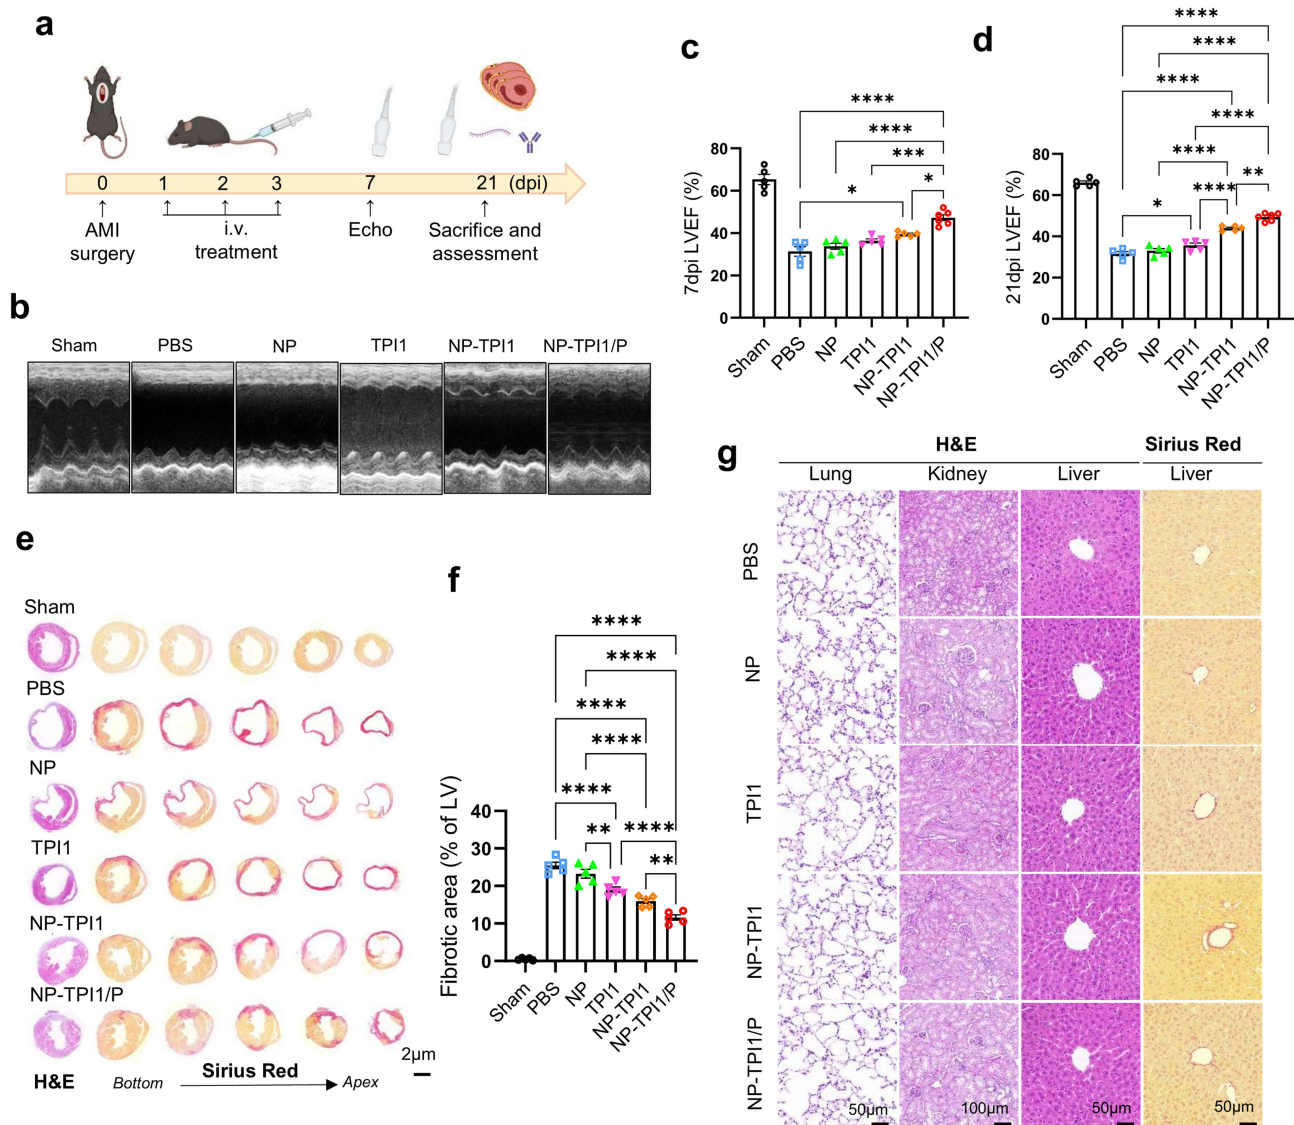 a
0 1 2 3 7 21 (dpi)
AMI
surgery
i.v.
treatment
Echo
Sacrifice and
assessment
b
Sham PBS NP TPI1 NP-TPI1 NP-TPI1/P
c
7dpi LVEF (%)
80
60
40
20
0
****
****
***
*
*
Sham PBS NP TPI1 NP-TPI1 NP-TPI1/P
d
21dpi LVEF (%)
80
60
40
20
0
****
****
****
****
****
**
****
*
Sham PBS NP TPI1 NP-TPI1 NP-TPI1/P
e
Sham
PBS
NP
TPI1
NP-TPI1
NP-TPI1/P
2μm
H&E Bottom Sirius Red Apex
f
Fibrotic area (% of LV)
40
30
20
10
0
****
****
****
****
****
**
****
**
Sham PBS NP TPI1 NP-TPI1 NP-TPI1/P
g
H&E Sirius Red
Lung Kidney Liver Liver
PBS
NP
TPI1
NP-TPI1
NP-TPI1/P
50μm 100μm 50μm 50μm